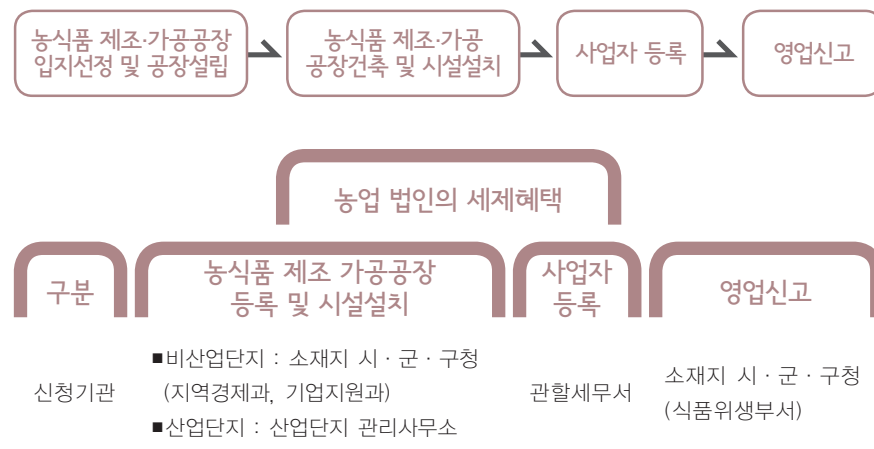 농식품 제조·가공공장
입지선정 및 공장설립
농식품 제조·가공
공장건축 및 시설설치
사업자 등록
영업신고
농업 법인의 세제혜택
구분
농식품 제조 가공공장
등록 및 시설설치
사업자
등록
영업신고
신청기관
■비산업단지 : 소재지 시 · 군 · 구청
(지역경제과, 기업지원과)
■산업단지 : 산업단지 관리사무소
관할세무서
소재지 시 · 군 · 구청
(식품위생부서)